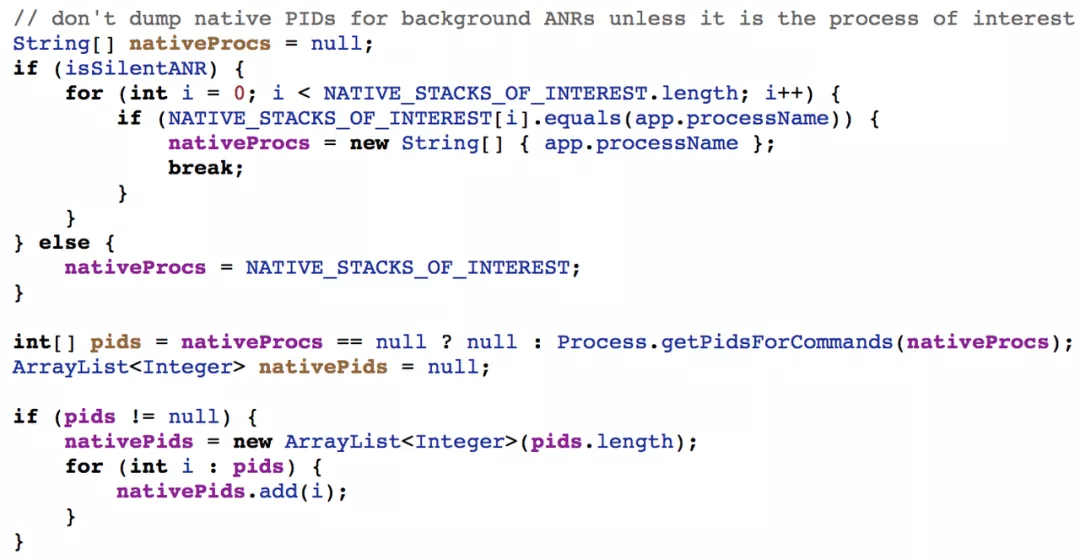 // don't dump native PIDs for background ANRs unless it is the process of interest
String[] nativeProcs = null;
if (isSilentANR) {
    for (int i = 0; i < NATIVE_STACKS_OF_INTEREST.length; i++) {
        if (NATIVE_STACKS_OF_INTEREST[i].equals(app.processName)) {
            nativeProcs = new String[] { app.processName };
            break;
        }
    }
} else {
    nativeProcs = NATIVE_STACKS_OF_INTEREST;
}

int[] pids = nativeProcs == null ? null : Process.getPidsForCommands(nativeProcs);
ArrayList<Integer> nativePids = null;

if (pids != null) {
    nativePids = new ArrayList<Integer>(pids.length);
    for (int i : pids) {
        nativePids.add(i);
    }
}